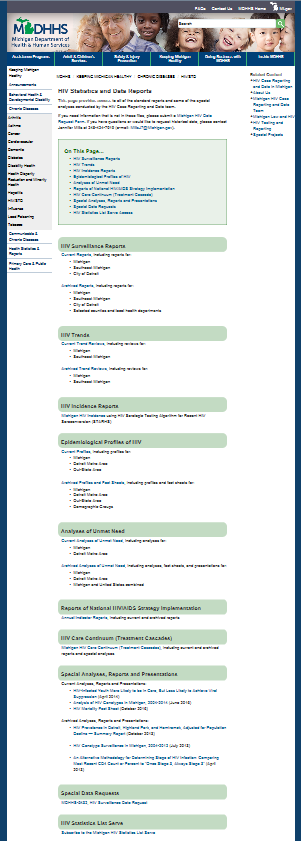 FAQs Contact Us MDHHS Home Mi.gov
MDHHS
Michigan Department of
Health & Human Services
Search
Assistance Programs
Adult & Children's
Services
Safety & Injury
Prevention
Keeping Michigan
Healthy
Doing Business with
MDHHS
Inside MDHHS
Keeping Michigan
Healthy
Announcements
Behavioral Health &
Developmental Disability
Chronic Diseases
Arthritis
Asthma
Cancer
Cardiovascular
Dementia
Diabetes
Disability Health
Health Disparity
Reduction and Minority
Health
Hepatitis
HIV/STD
Influenza
Lead Poisoning
Tobacco
Communicable &
Chronic Diseases
Health Statistics &
Reports
Primary Care & Public
Health
MDHHS KEEPING MICHIGAN HEALTHY CHRONIC DISEASES HIV/STD
HIV Statistics and Data Reports
This page provides access to all of the standard reports and some of the special
analyses conducted by the HIV Case Reporting and Data team.
If you need information that is not in these files, please submit a Michigan HIV Data
Request Form. If you have questions or would like to request historical data, please contact
Jennifer Miller at
On This Page...
HIV Surveillance Reports
HIV Trends
HIV Incidence Reports
Epidemiological Profiles of HIV
Analyses of Unmet Need
Reports of National HIV/AIDS Strategy Implementation
HIV Care Continuum (Treatment Cascades)
Special Analyses, Reports and Presentations
Special Data Requests
HIV Statistics List Serve Access
HIV Surveillance Reports
Current Reports, including reports for:
Michigan
Southeast Michigan
City of Detroit
Archived Reports, including reports for:
Michigan
Southeast Michigan
City of Detroit
Selected counties and local health departments
HIV Trends
Current Trend Reviews, including reviews for:
Michigan
Southeast Michigan
Archived Trend Reviews, including reviews for:
Michigan
Southeast Michigan
HIV Incidence Reports
Michigan HIV Incidence using HIV Serologic Testing Algorithm for Recent HIV
Seroconversion (STARHS)
Epidemiological Profiles of HIV
Current Profiles, including profiles for:
Michigan
Detroit Metro Area
Out-State Area
Archived Profiles and Fact Sheets, including profiles and fact sheets for:
Michigan
Detroit Metro Area
Out-State Area
Demographic Groups
Analyses of Unmet Need
Current Analyses of Unmet Need, including analyses for:
Michigan
Detroit Metro Area
Archived Analyses of Unmet Need, including analyses, fact sheets, and presentations for:
Michigan
Detroit Metro Area
Michigan and United States combined
Reports of National HIV/AIDS Strategy Implementation
Annual Indicator Reports, including current and archived reports
HIV Care Continuum (Treatment Cascades)
Michigan HIV Care Continuum (Treatment Cascades), including current and archived
reports and special analyses
Special Analyses, Reports and Presentations
Current Analyses, Reports and Presentations:
HIV-Infected Youth More Likely to be in Care, But Less Likely to Achieve Viral
Suppression (April 2014)
Analysis of HIV Genotypes in Michigan, 2004-2014 (June 2015)
HIV Mortality Fact Sheet (October 2015)
Archived Analyses, Reports and Presentations:
HIV Prevalence in Detroit, Highland Park, and Hamtramck, Adjusted for Population
Decline — Summary Report (October 2013)
HIV Genotype Surveillance in Michigan, 2004-2012 (July 2013)
An Alternative Methodology for Determining Stage of HIV Infection: Comparing
Most Recent CD4 Count or Percent to "Once Stage 3, Always Stage 3" (April
2013)
Special Data Requests
HIV Surveillance Data Request
HIV Statistics List Serve
Subscribe to the Michigan HIV Statistics List Serve
Related Content
HIV Case Reporting
and Data in Michigan
About Us
Michigan HIV Case
Reporting and Data
Team
Michigan Law and HIV
HIV Testing and
Reporting
Special Projects